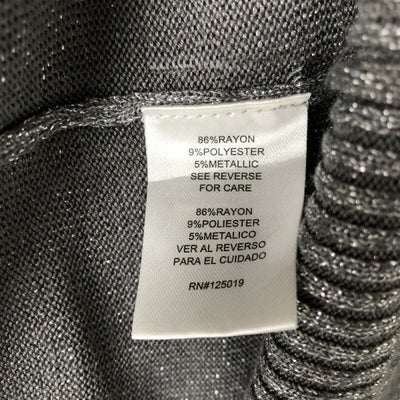 86%RAYON
9%POLYESTER
5%METALLIC
SEE REVERSE
FOR CARE
86%RAYON
9%POLIESTER
5%METALICO
VER AL REVERSO
PARA EL CUIDADO
RN#125019